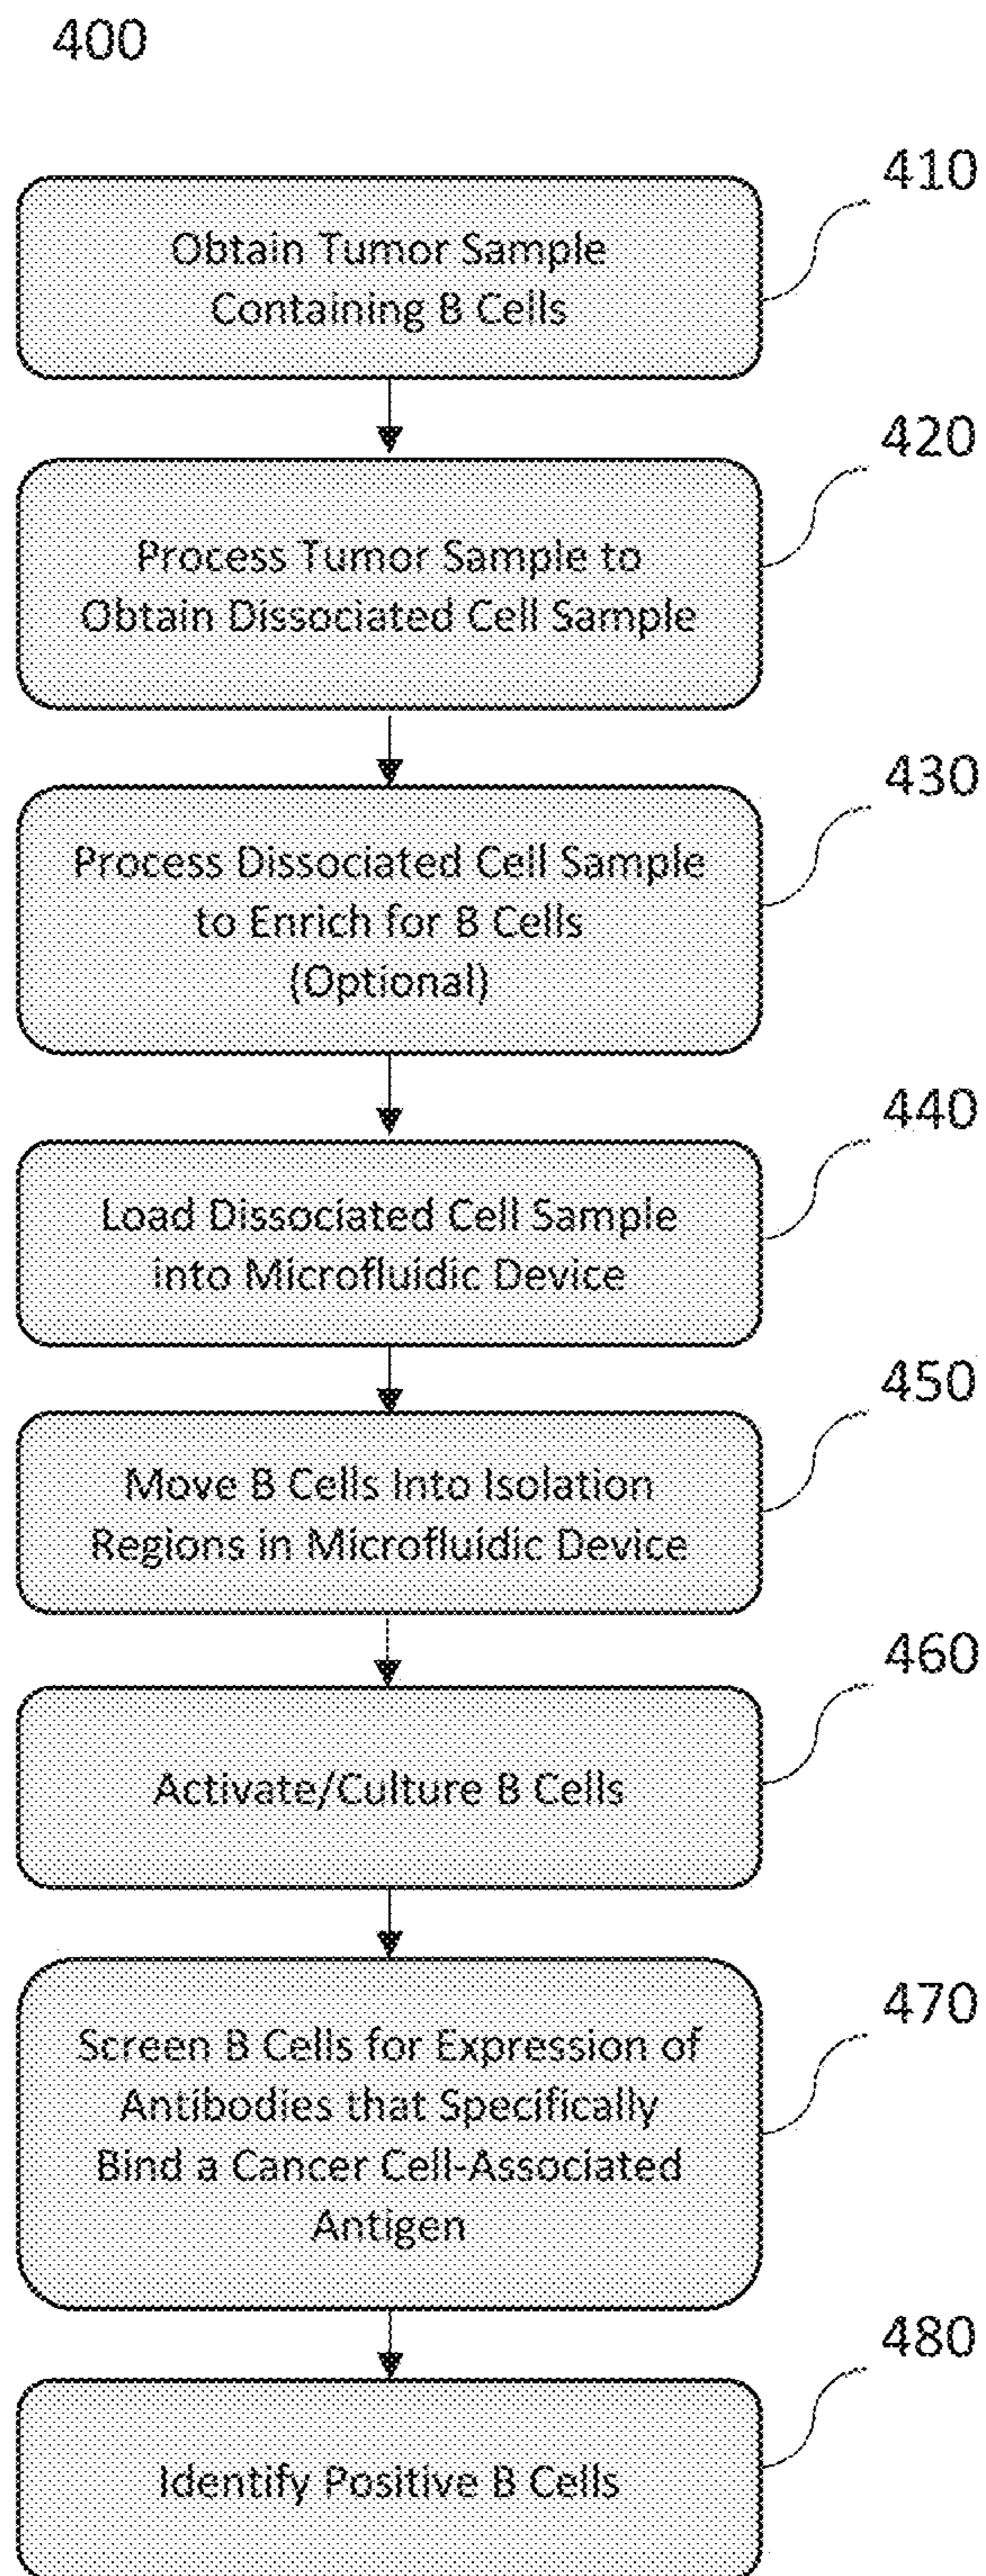 400
410
Obtain Tumor Sample
Containing B Cells
420
Process Tumor Sample to
Obtain Dissociated Cell Sample
430
Process Dissociated Cell Sample
to Enrich for B Cells
(Optional)
440
Load Dissociated Cell Sample
into Microfluidic Device
450
Move B Cells Into Isolation
Regions in Microfluidic Device
460
Activate/Culture B Cells
470
Screen B Cells for Expression of
Antibodies that Specifically
Bind a Cancer Cell-Associated
Antigen
480
Identify Positive B Cells